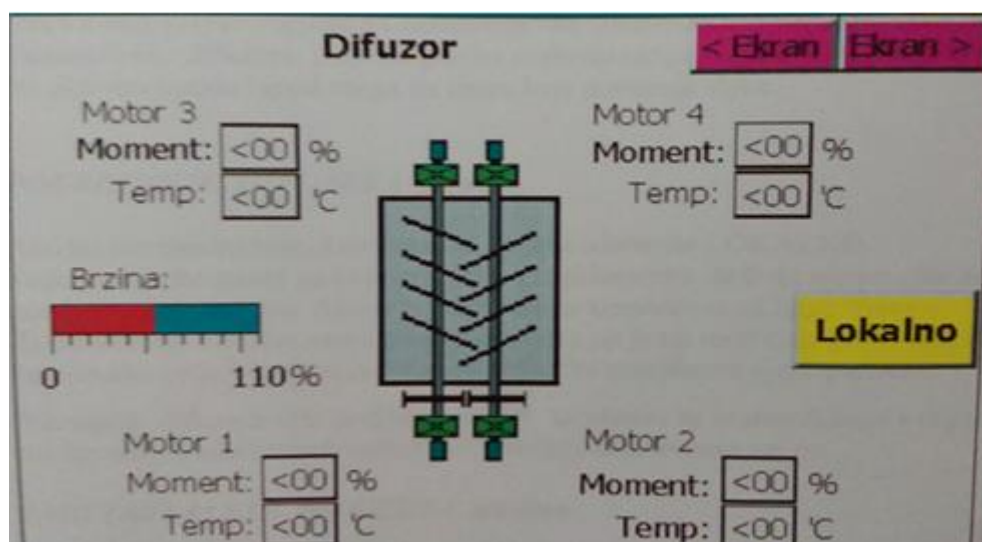 Difuzor
< Ekran
Ekran >
Motor 3
Moment: <00 %
Temp: <00 °C
Motor 4
Moment: <00 %
Temp: <00 °C
Brzina:
0
110%
Lokalno
Motor 1
Moment: <00 %
Temp: <00 °C
Motor 2
Moment: <00 %
Temp: <00 °C